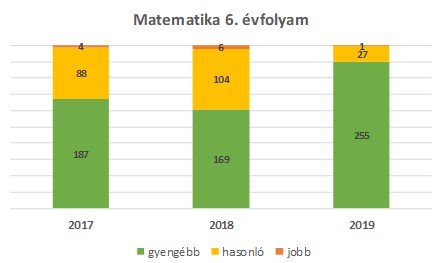 Matematika 6. évfolyam
4 6 1
88 104 27
187 169 255
2017 2018 2019
gyengébb hasonló jobb